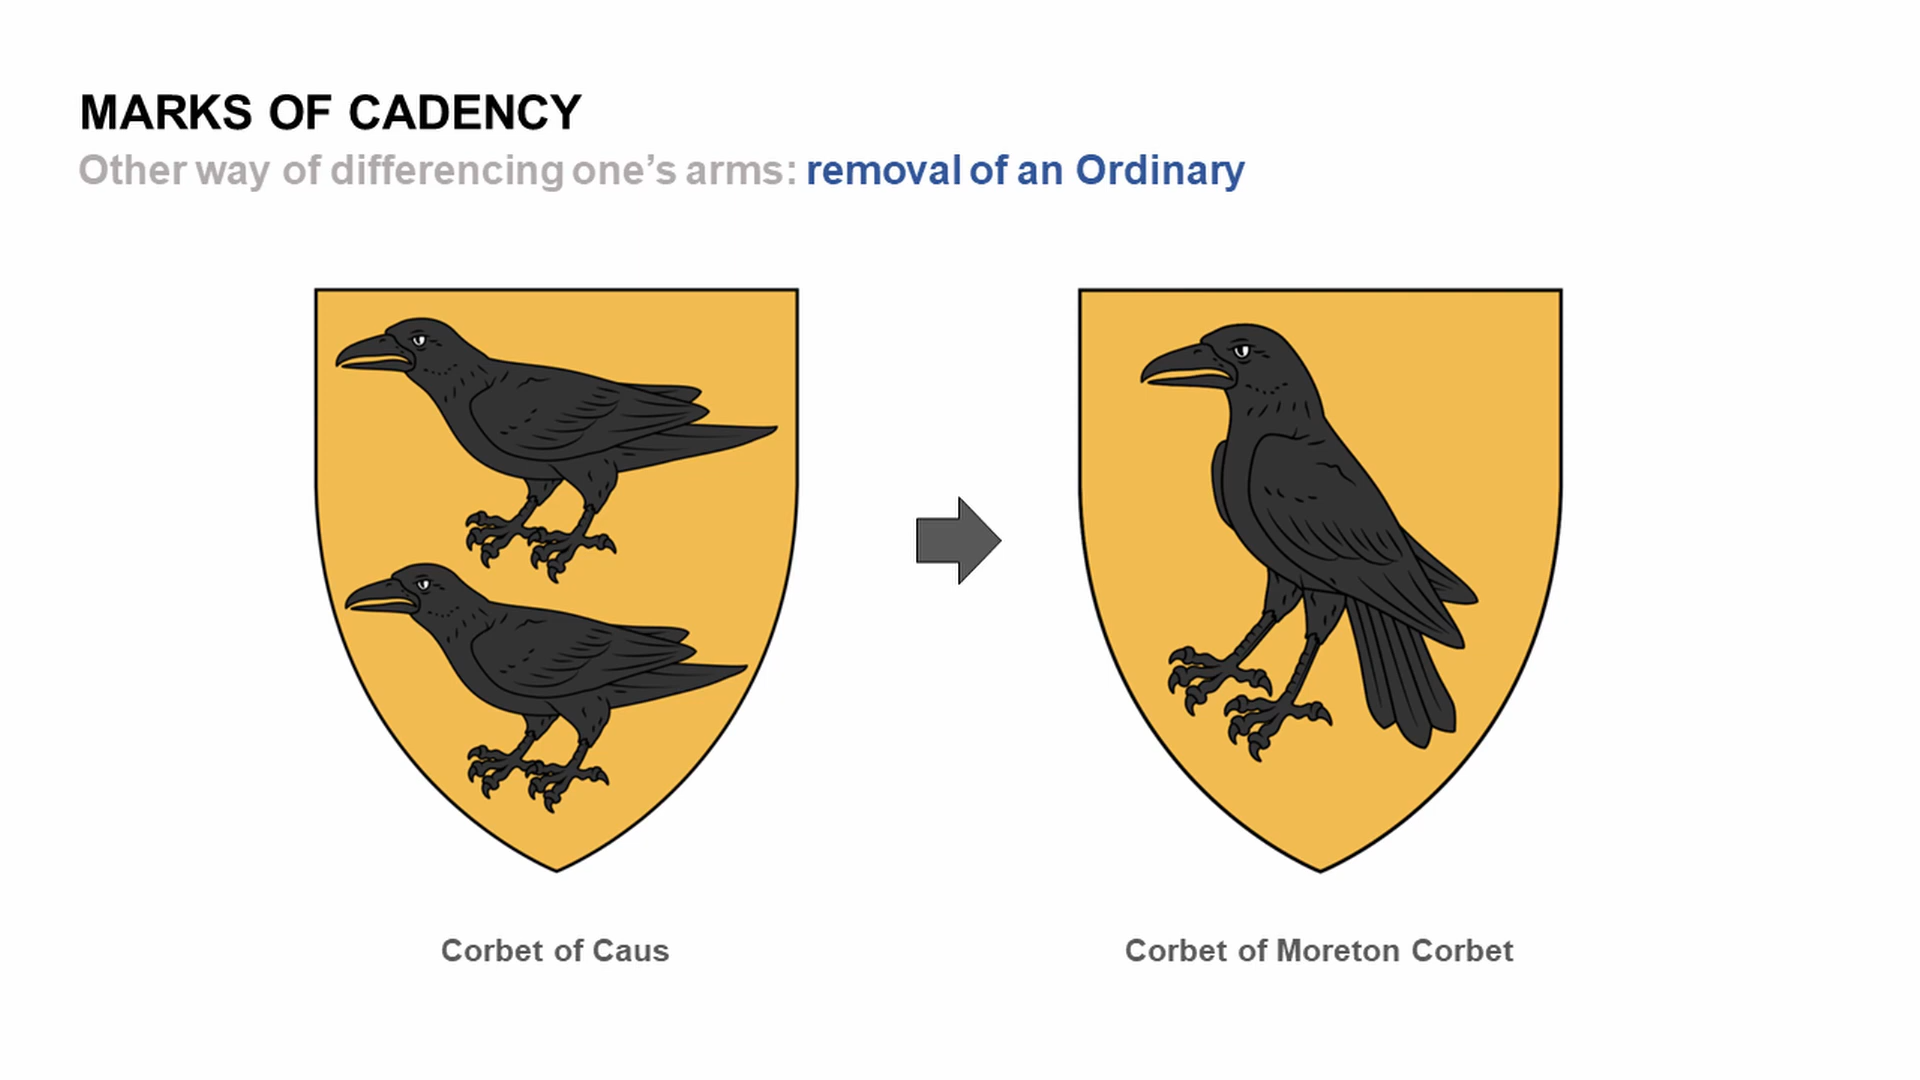 MARKS OF CADENCY
Other way of differencing one’s arms: removal of an Ordinary
Corbet of Caus
Corbet of Moreton Corbet